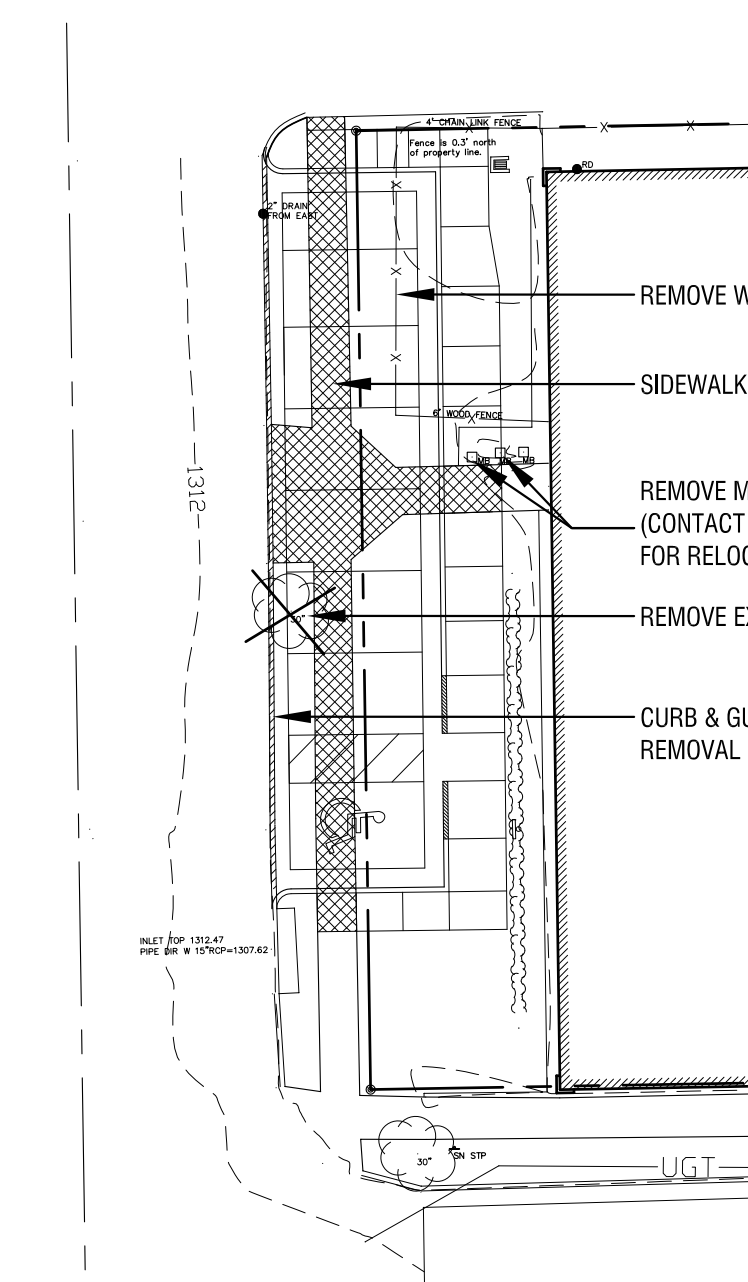 4' CHAIN LINK FENCE
Fence is 0.3' north
of property line.
RD
2" DRAIN
FROM EAST
REMOVE W
SIDEWALK
6' WOOD FENCE
MB MB MB
1312
REMOVE M
(CONTACT
FOR RELOC
30"
REMOVE EX
CURB & GU
REMOVAL
INLET TOP 1312.47
PIPE DIR W 15"RCP=1307.62
30"
SN STP
UGT